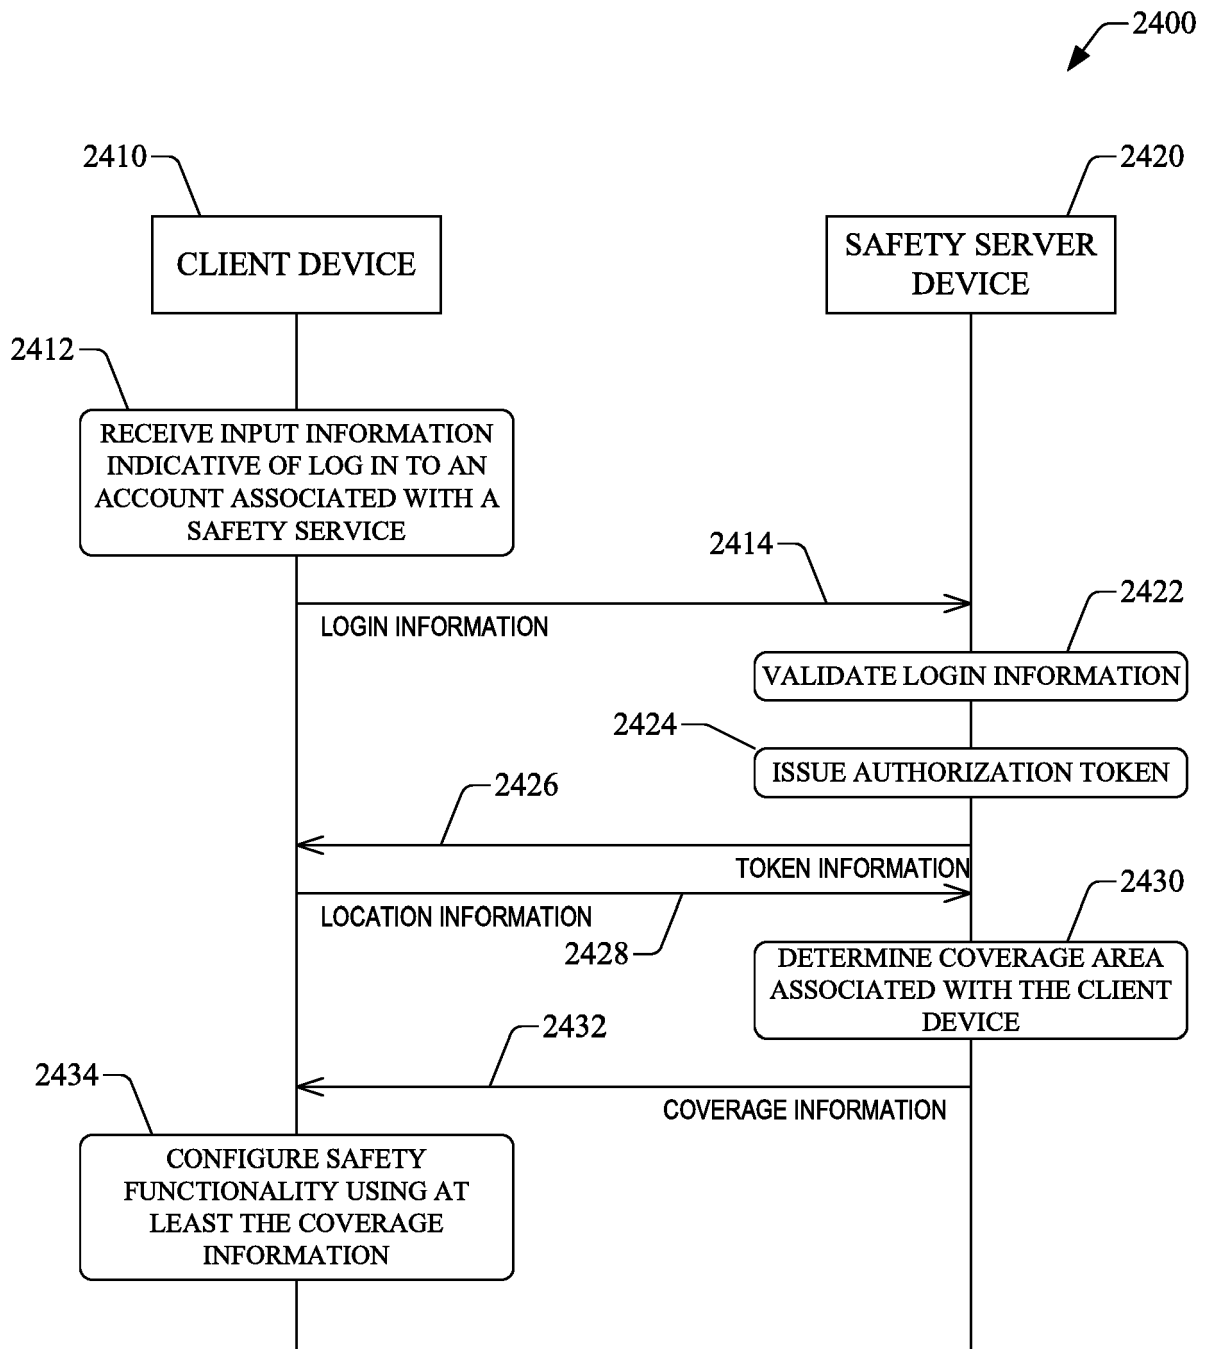 2400
2410
2420
CLIENT DEVICE
SAFETY SERVER
DEVICE
2412
RECEIVE INPUT INFORMATION
INDICATIVE OF LOG IN TO AN
ACCOUNT ASSOCIATED WITH A
SAFETY SERVICE
2414
LOGIN INFORMATION
2422
VALIDATE LOGIN INFORMATION
2424
ISSUE AUTHORIZATION TOKEN
2426
TOKEN INFORMATION
LOCATION INFORMATION
2428
2430
DETERMINE COVERAGE AREA
ASSOCIATED WITH THE CLIENT
DEVICE
2432
COVERAGE INFORMATION
2434
CONFIGURE SAFETY
FUNCTIONALITY USING AT
LEAST THE COVERAGE
INFORMATION